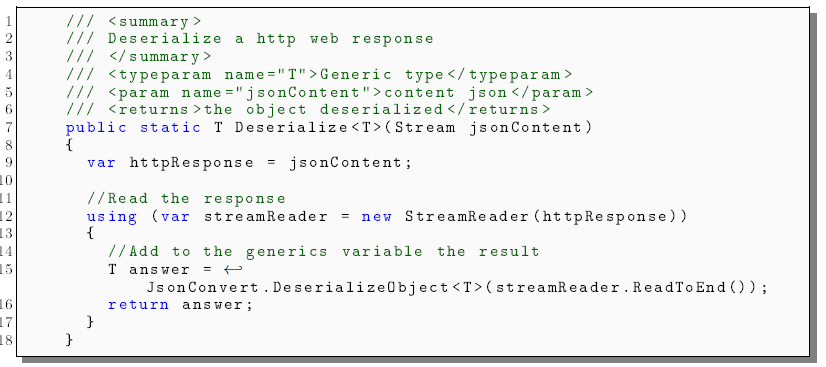 1 /// <summary>
2 /// Deserialize a http web response
3 /// </summary>
4 /// <typeparam name="T">Generic type</typeparam>
5 /// <param name="jsonContent">content json</param>
6 /// <returns>the object deserialized</returns>
7 public static T Deserialize<T>(Stream jsonContent)
8 {
9 var httpResponse = jsonContent;
10
11 //Read the response
12 using (var streamReader = new StreamReader(httpResponse))
13 {
14 //Add to the generics variable the result
15 T answer = ↩
JsonConvert.DeserializeObject<T>(streamReader.ReadToEnd());
16 return answer;
17 }
18 }